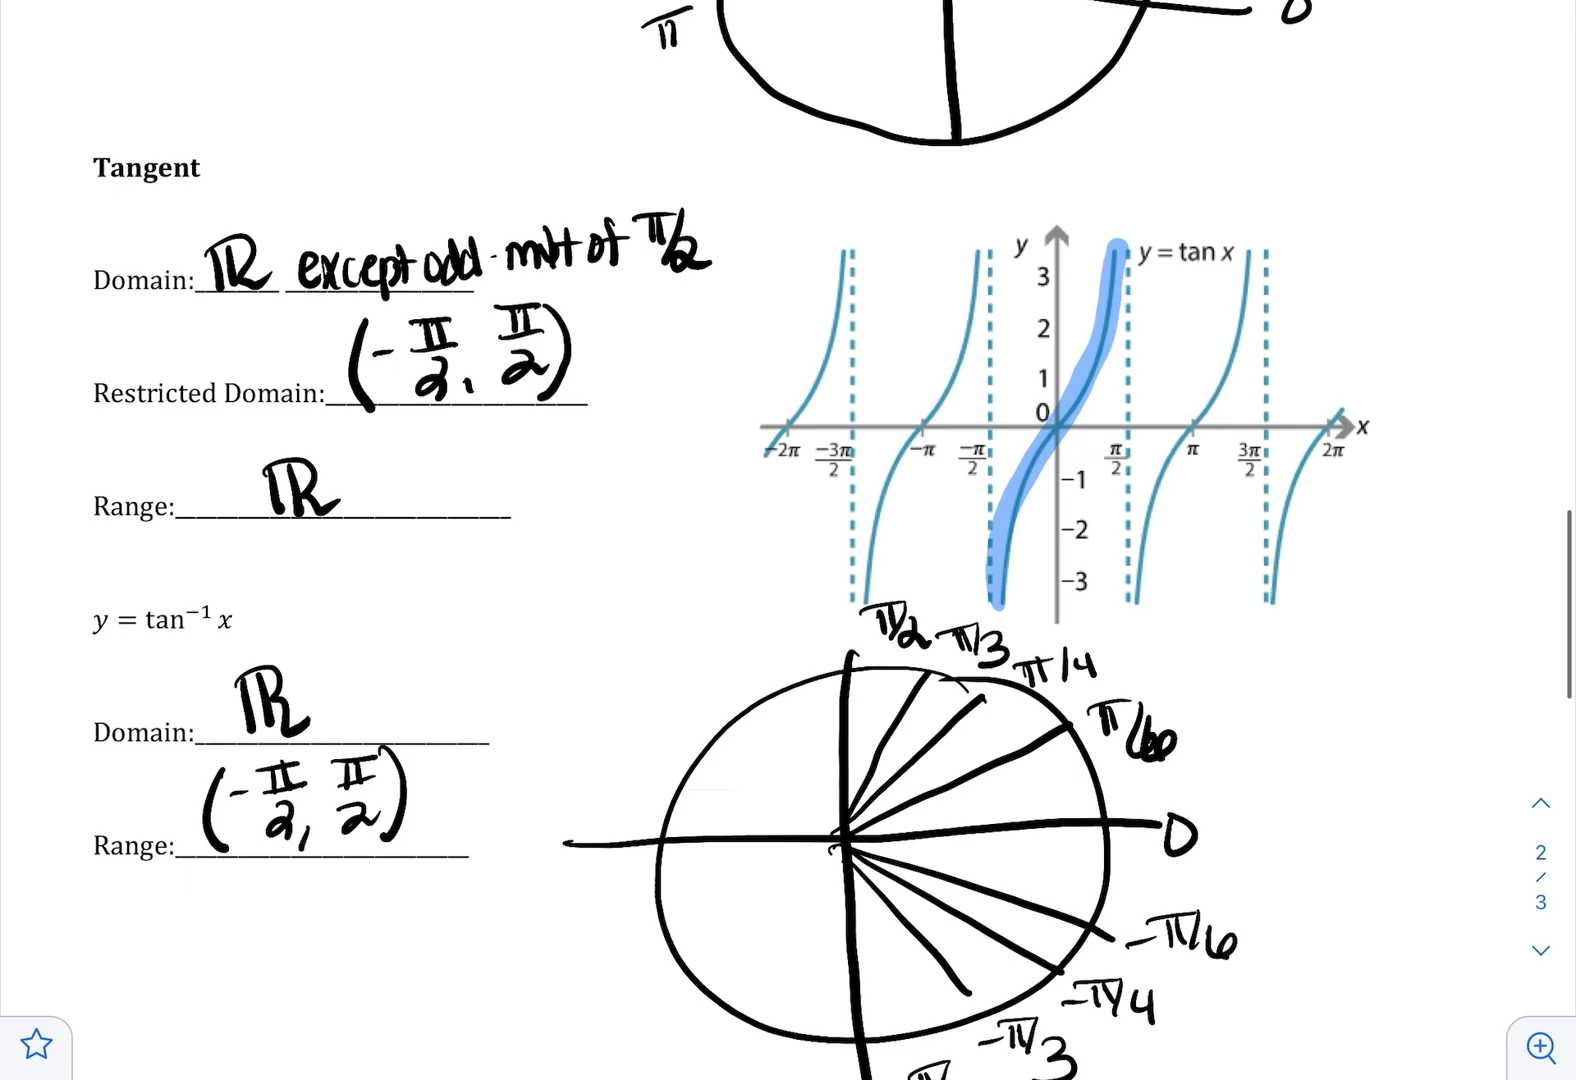 π
0
Tangent
Domain: ℝ except odd mult of π/2
Restricted Domain: (-π/2, π/2)
Range: ℝ
y = tan⁻¹ x
Domain: ℝ
Range: (-π/2, π/2)
y
y = tan x
3
2
1
0
x
-2π
-3π/2
-π
-π/2
π/2
π
3π/2
2π
-1
-2
-3
π/2
π/3
π/4
π/6
0
-π/6
-π/4
-π/3
2
/
3